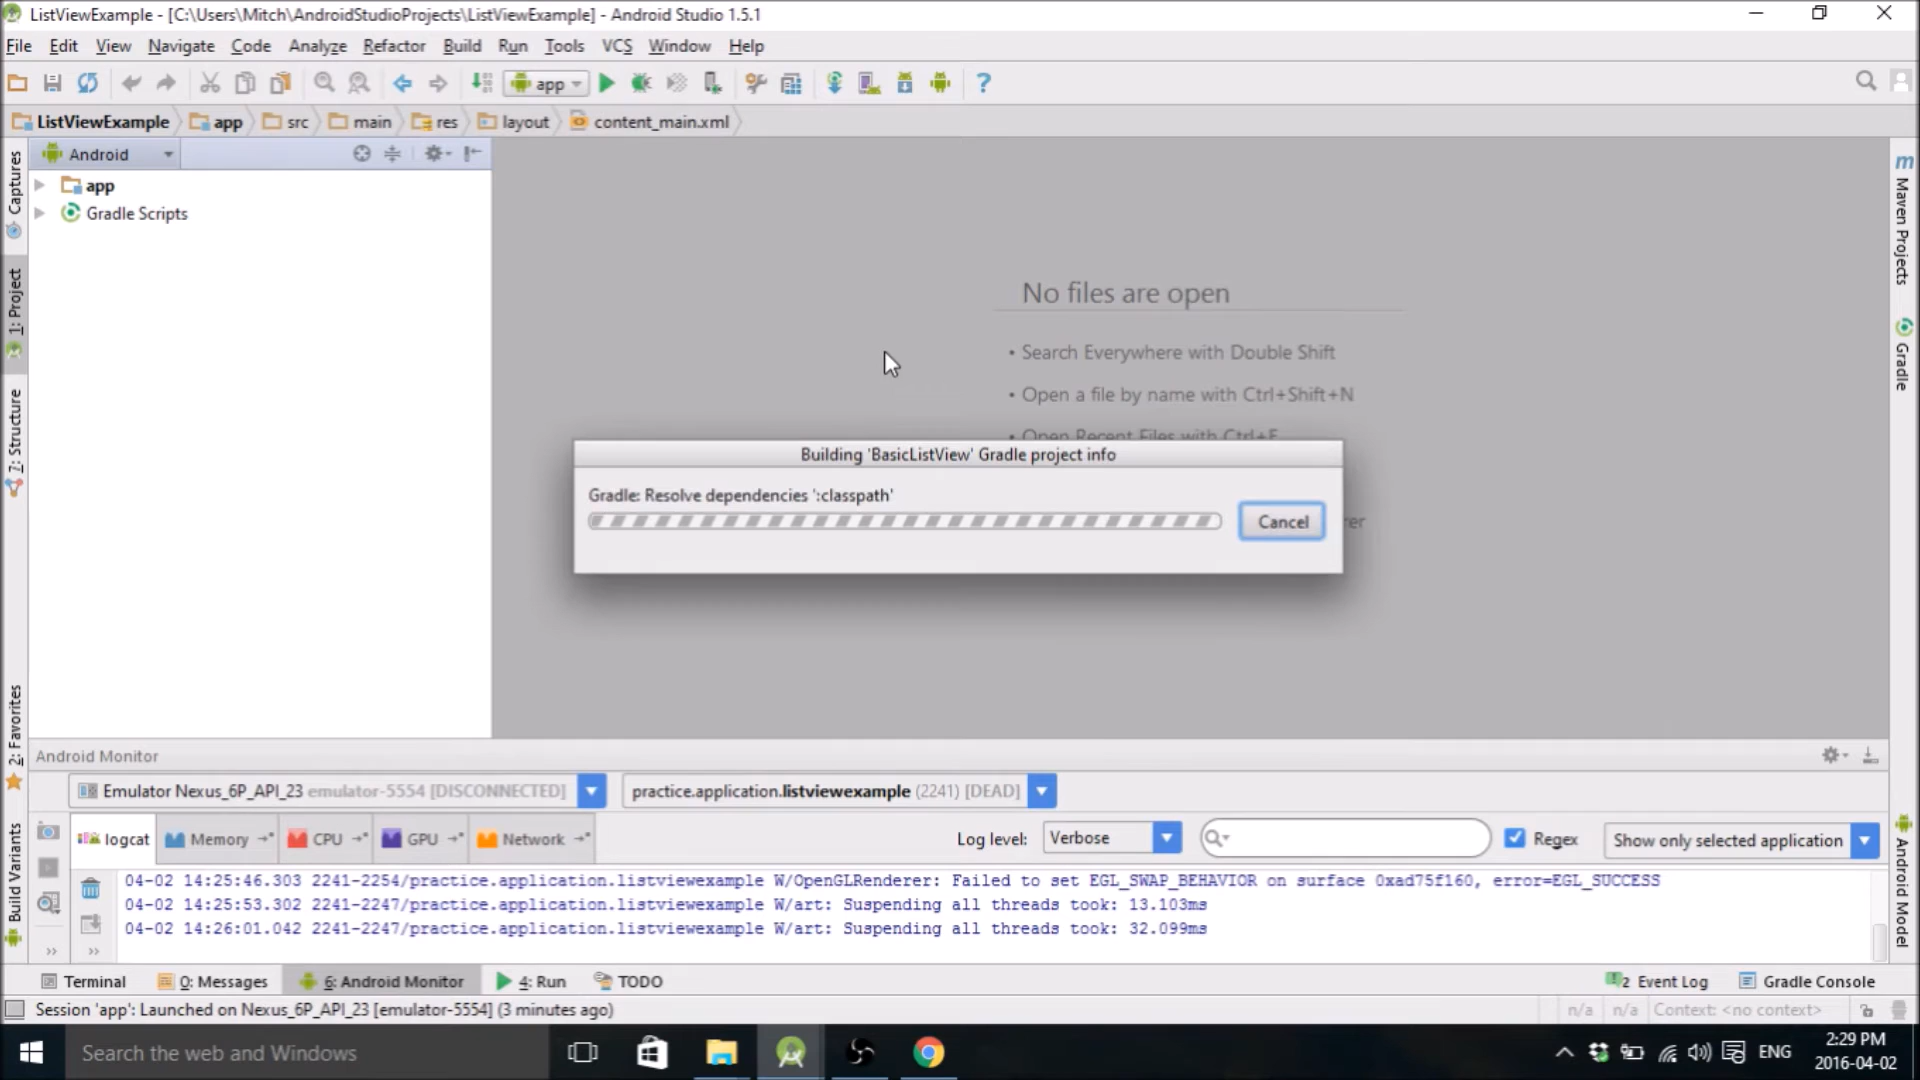 ListViewExample - [C:\Users\Mitch\AndroidStudioProjects\ListViewExample] - Android Studio 1.5.1
File Edit View Navigate Code Analyze Refactor Build Run Tools VCS Window Help
app
ListViewExample app src main res layout content_main.xml
Captures
1: Project
7: Structure
2: Favorites
Build Variants
Android
app
Gradle Scripts
No files are open
• Search Everywhere with Double Shift
• Open a file by name with Ctrl+Shift+N
• Open Recent Files with Ctrl+E
Building 'BasicListView' Gradle project info
Gradle: Resolve dependencies ':classpath'
Cancel
Maven Projects
Gradle
Android Model
Android Monitor
Emulator Nexus_6P_API_23 emulator-5554 [DISCONNECTED] practice.application.listviewexample (2241) [DEAD]
logcat Memory CPU GPU Network Log level: Verbose Regex Show only selected application
04-02 14:25:46.303 2241-2254/practice.application.listviewexample W/OpenGLRenderer: Failed to set EGL_SWAP_BEHAVIOR on surface 0xad75f160, error=EGL_SUCCESS
04-02 14:25:53.302 2241-2247/practice.application.listviewexample W/art: Suspending all threads took: 13.103ms
04-02 14:26:01.042 2241-2247/practice.application.listviewexample W/art: Suspending all threads took: 32.099ms
Terminal 0: Messages 6: Android Monitor 4: Run TODO 2 Event Log Gradle Console
Session 'app': Launched on Nexus_6P_API_23 [emulator-5554] (3 minutes ago) n/a n/a Context: <no context>
Search the web and Windows
ENG
2:29 PM
2016-04-02